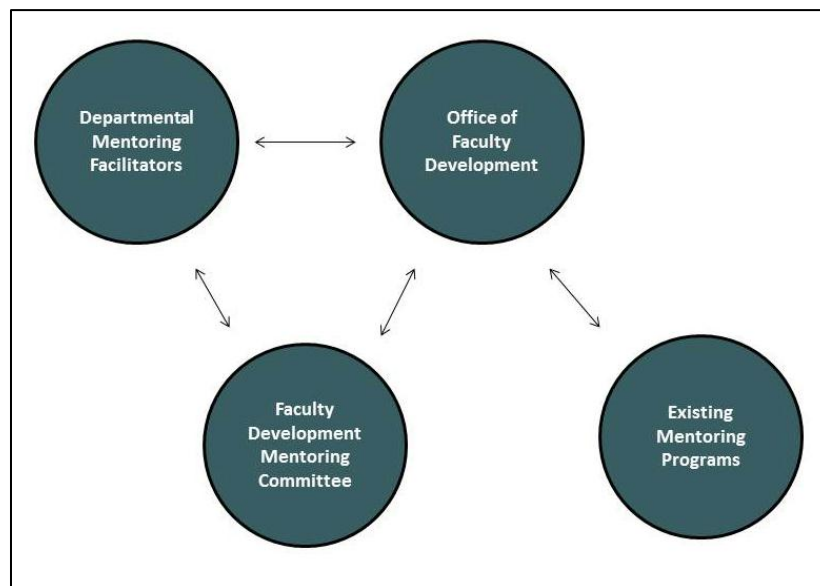 Departmental
Mentoring
Facilitators
Office of
Faculty
Development
Faculty
Development
Mentoring
Committee
Existing
Mentoring
Programs